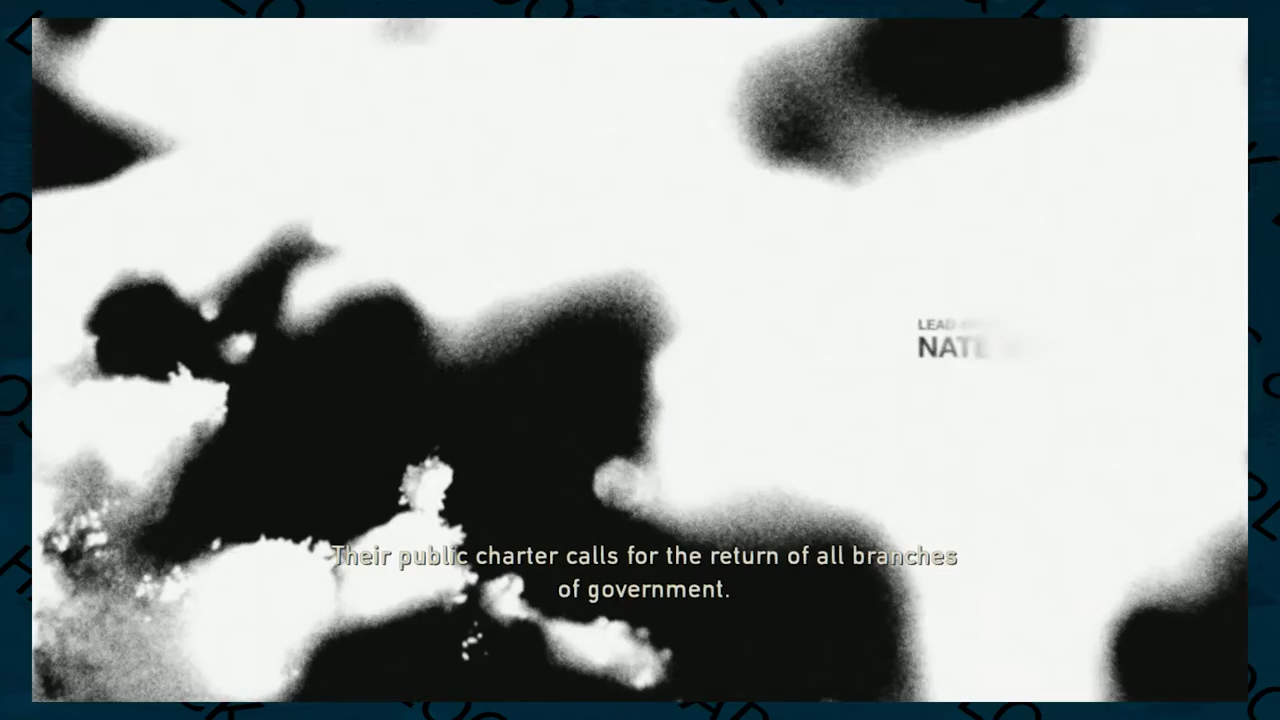 LEAD
NATE
Their public charter calls for the return of all branches
of government.